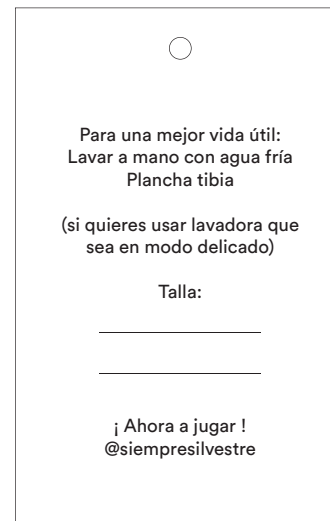 Para una mejor vida útil:
Lavar a mano con agua fría
Plancha tibia
(si quieres usar lavadora que
sea en modo delicado)
Talla:
¡ Ahora a jugar !
@siempresilvestre